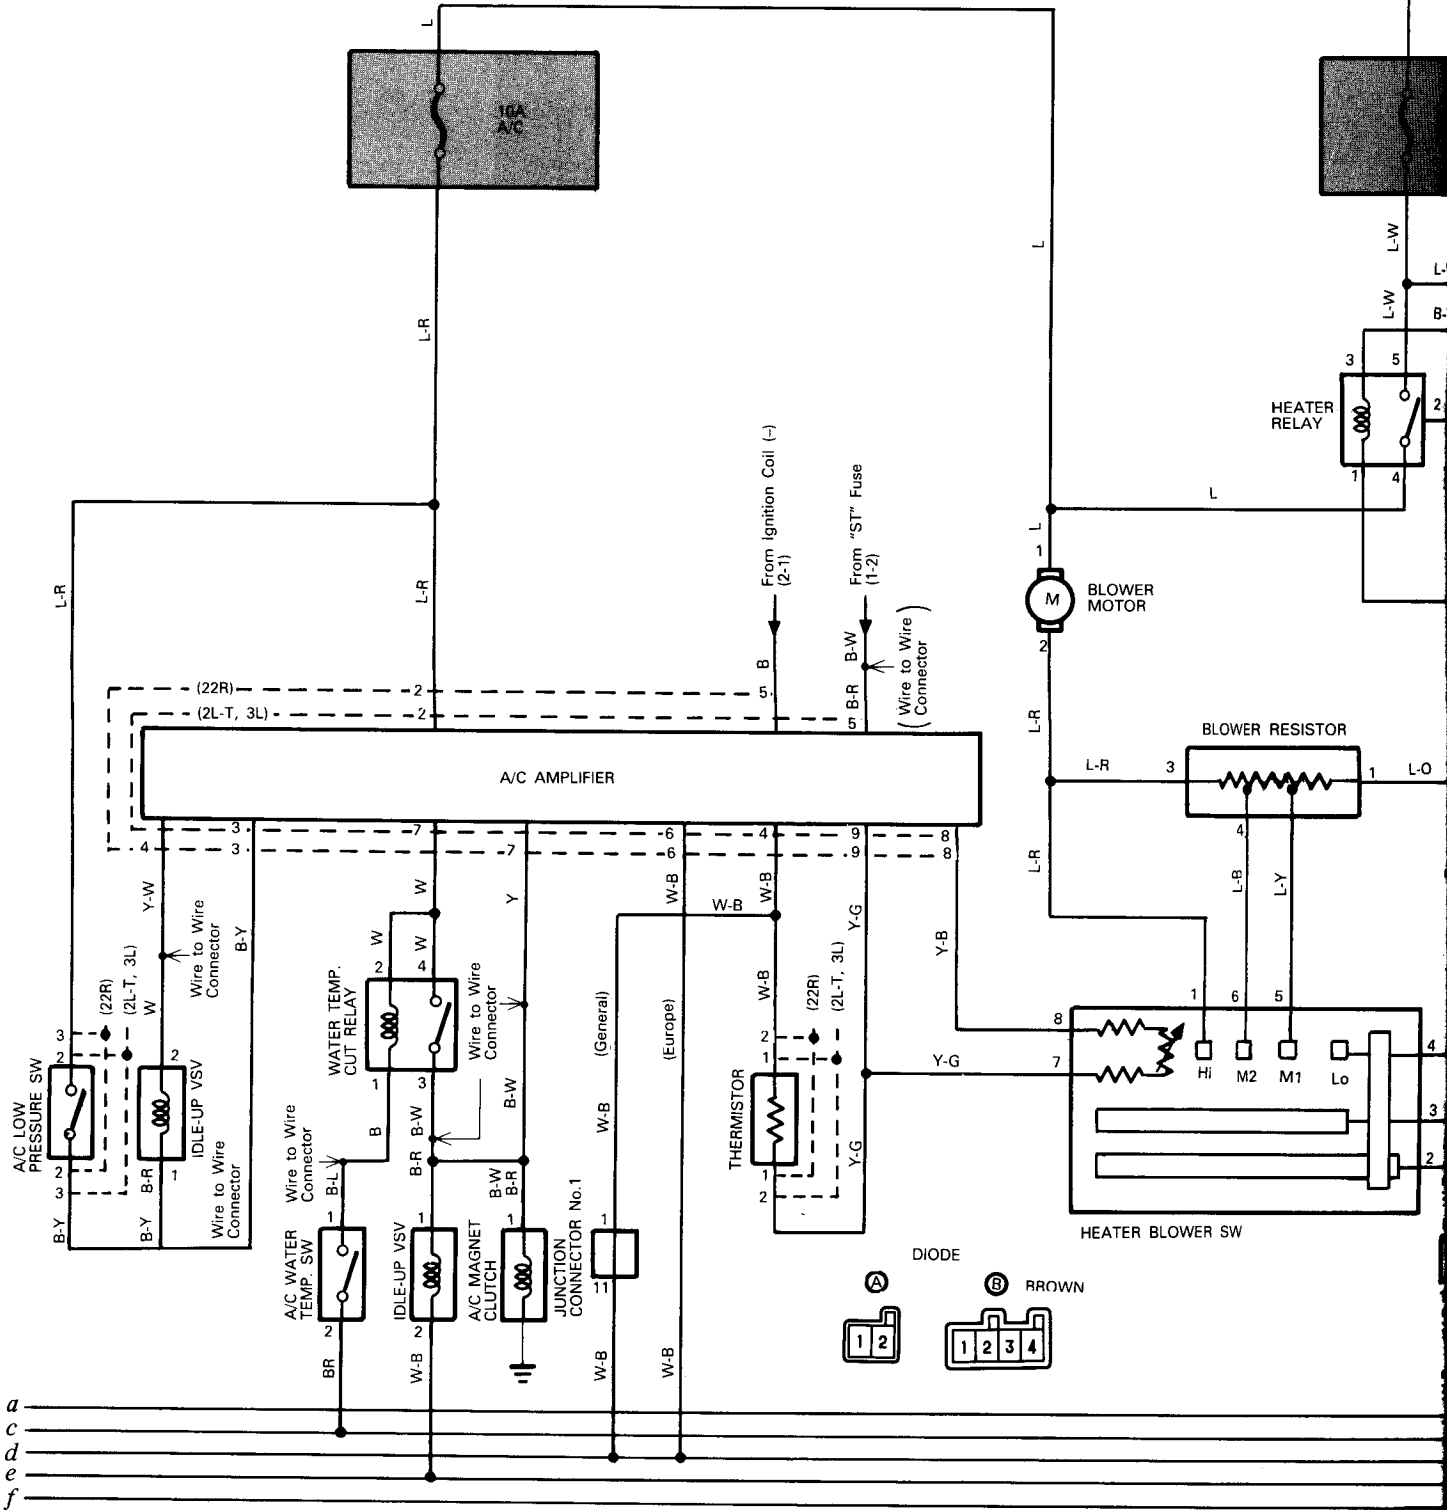 L
10A
A/C
L
L-W
L-R
L-W
3
5
HEATER
RELAY
2
1
4
L
From Ignition Coil (−)
(2-1)
From "ST" Fuse
(1-2)
L-R
L-R
L
1
M
BLOWER
MOTOR
2
B
B-W
B-R
(Wire to Wire
Connector)
(22R)
2
5
(2L-T, 3L)
2
5
L-R
BLOWER RESISTOR
L-R
3
1
L-O
4
A/C AMPLIFIER
3
7
6
4
9
8
4
3
7
6
9
8
L-R
L-B
L-Y
Y-W
Wire to Wire
Connector
B-Y
W
Y
W-B
W-B
W-B
Y-G
Y-B
(22R)
(2L-T, 3L)
W
W
W
2
4
WATER TEMP.
CUT RELAY
Wire to Wire
Connector
(General)
(Europe)
W-B
(22R)
(2L-T, 3L)
1
6
5
8
7
Y-G
Hi
M2
M1
Lo
4
3
2
HEATER BLOWER SW
3
2
2
A/C LOW
PRESSURE SW
IDLE-UP VSV
1
3
B-W
2
1
THERMISTOR
1
2
Y-G
2
3
B-R
1
B-Y
B-Y
Wire to Wire
Connector
B
B-W
B-R
Wire to Wire
Connector
B-L
B-W
B-R
W-B
1
A/C WATER
TEMP. SW
2
1
IDLE-UP VSV
2
1
A/C MAGNET
CLUTCH
1
JUNCTION
CONNECTOR No.1
11
BR
W-B
W-B
W-B
DIODE
A
B
BROWN
1 2
1 2 3 4
a
c
d
e
f